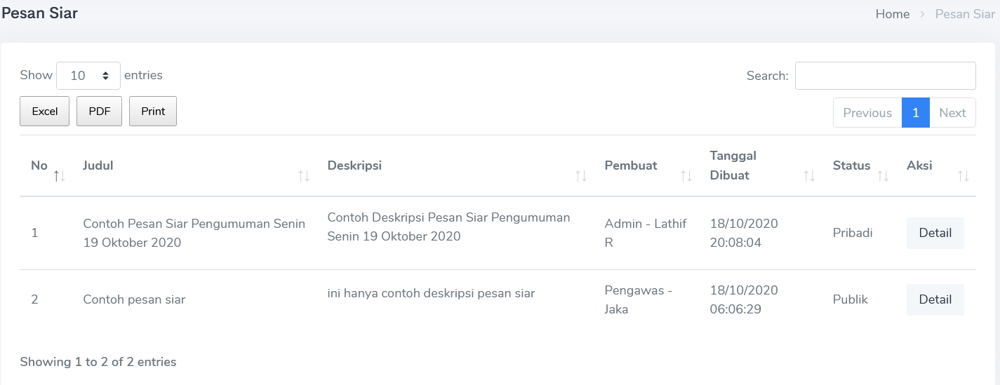 Pesan Siar
Home > Pesan Siar
Show 10 entries
Search:
Excel PDF Print
Previous 1 Next
No Judul Deskripsi Pembuat Tanggal Dibuat Status Aksi
1
Contoh Pesan Siar Pengumuman Senin
19 Oktober 2020
Contoh Deskripsi Pesan Siar Pengumuman
Senin 19 Oktober 2020
Admin - Lathif
R
18/10/2020
20:08:04
Pribadi
Detail
2
Contoh pesan siar
ini hanya contoh deskripsi pesan siar
Pengawas -
Jaka
18/10/2020
06:06:29
Publik
Detail
Showing 1 to 2 of 2 entries